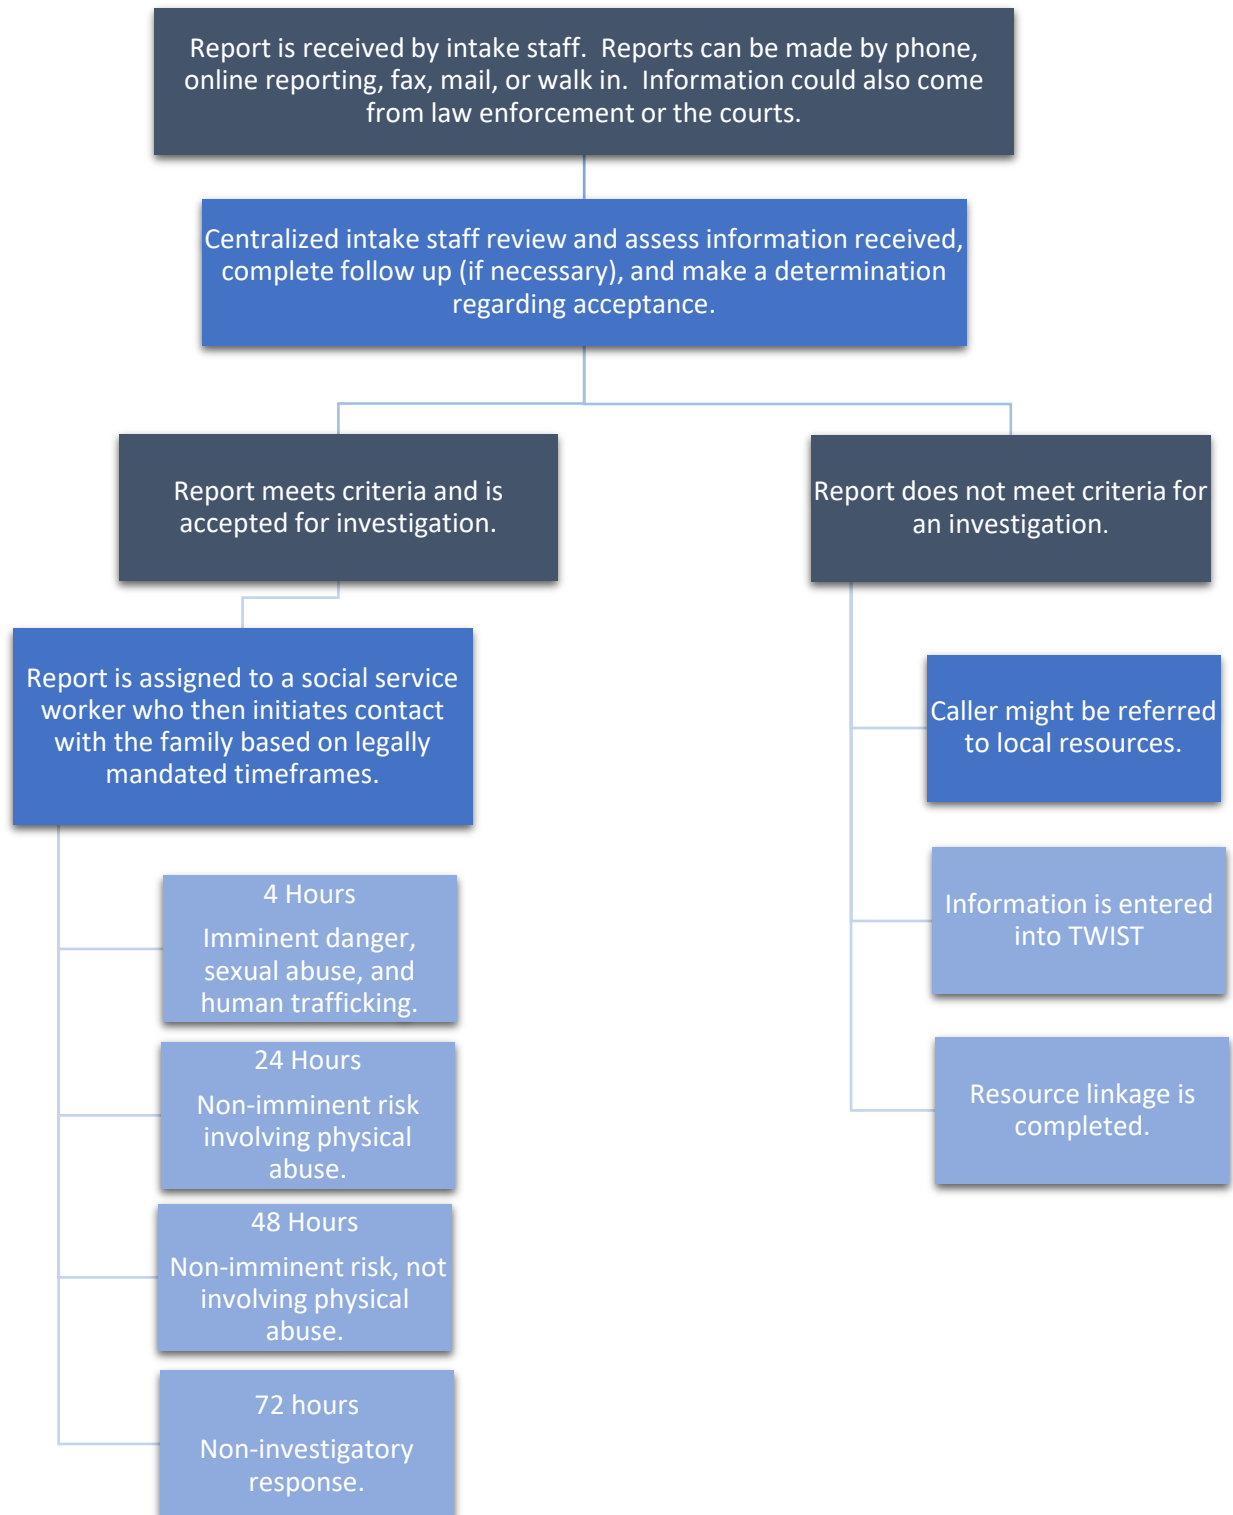 Report is received by intake staff.  Reports can be made by phone,
online reporting, fax, mail, or walk in.  Information could also come
from law enforcement or the courts.
Centralized intake staff review and assess information received,
complete follow up (if necessary), and make a determination
regarding acceptance.
Report meets criteria and is
accepted for investigation.
Report is assigned to a social service
worker who then initiates contact
with the family based on legally
mandated timeframes.
4 Hours
Imminent danger,
sexual abuse, and
human trafficking.
24 Hours
Non-imminent risk
involving physical
abuse.
48 Hours
Non-imminent risk, not
involving physical
abuse.
72 hours
Non-investigatory
response.
Report does not meet criteria for
an investigation.
Caller might be referred
to local resources.
Information is entered
into TWIST
Resource linkage is
completed.